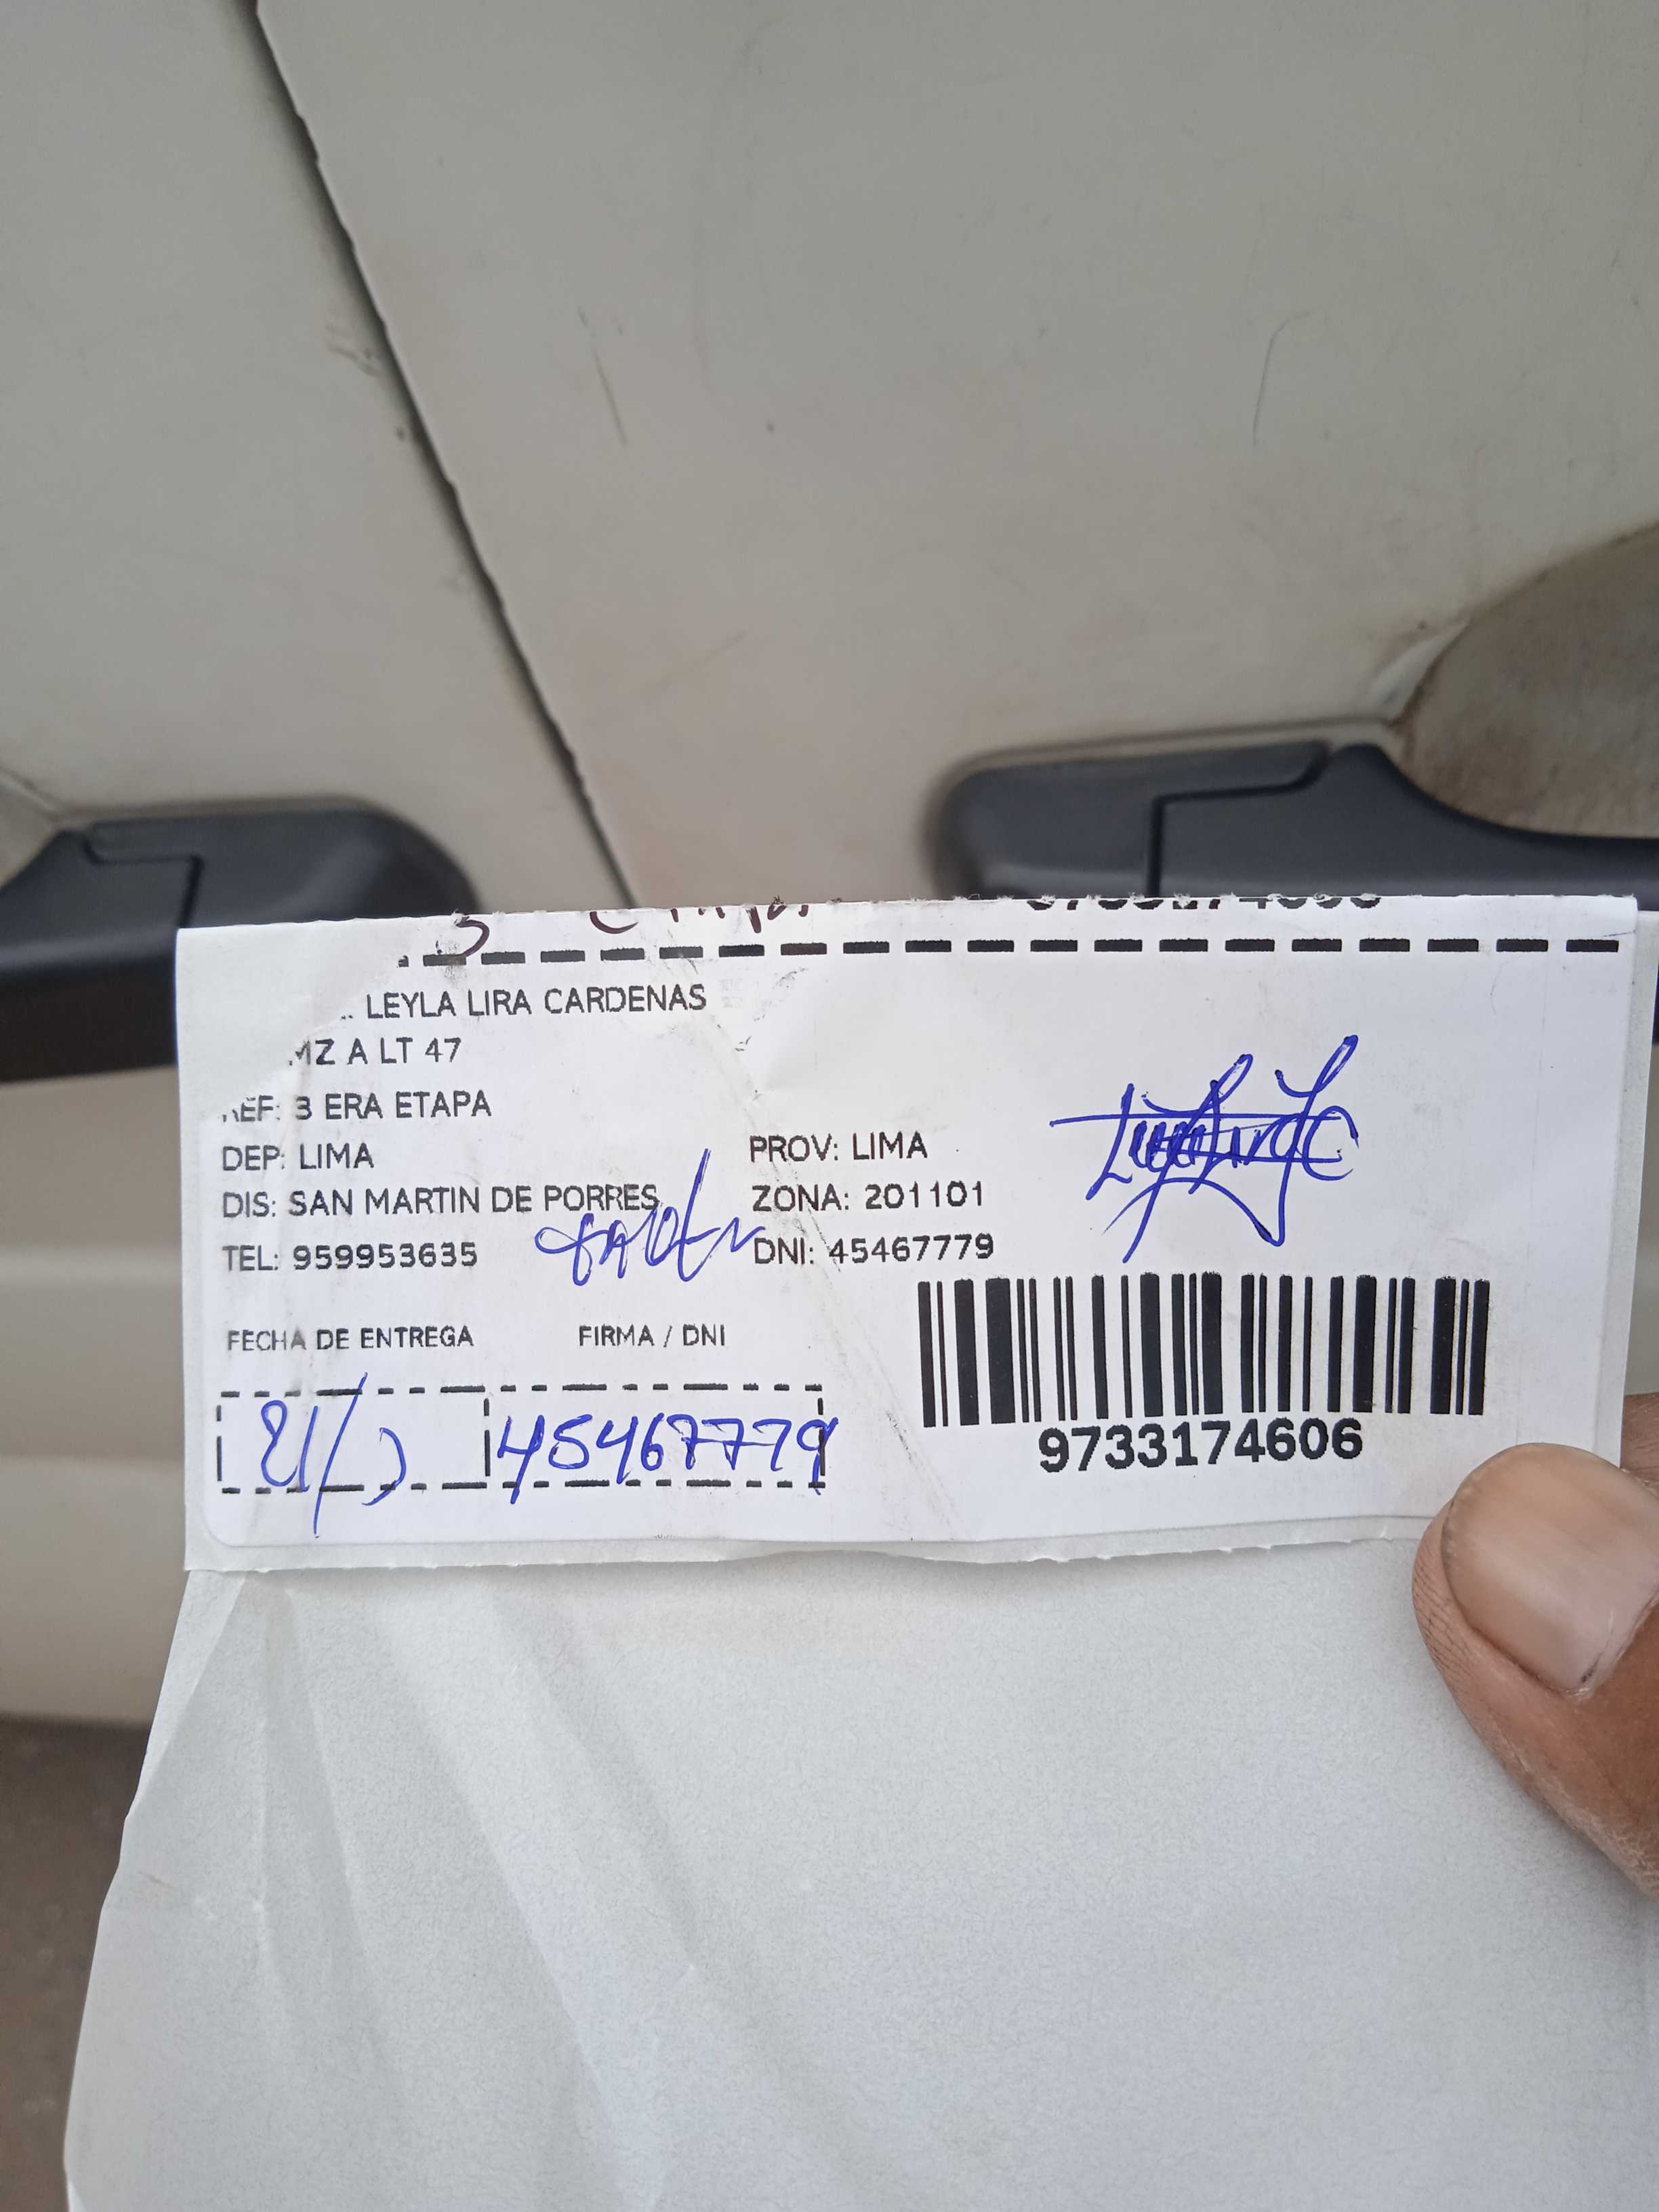 LEYLA LIRA CARDENAS
MZ A LT 47
REF: 3 ERA ETAPA
DEP: LIMA PROV: LIMA
DIS: SAN MARTIN DE PORRES ZONA: 201101
TEL: 959953635 DNI: 45467779
FECHA DE ENTREGA FIRMA / DNI
45467779
9733174606